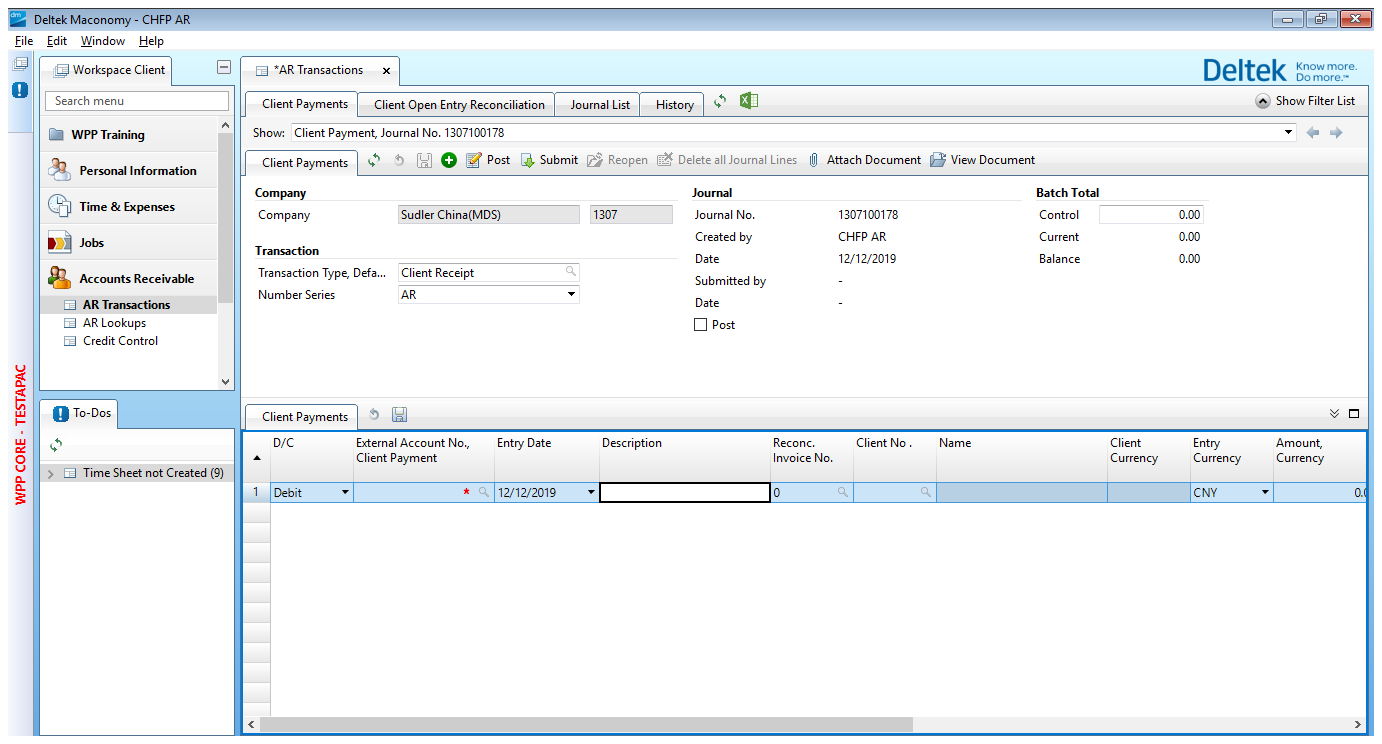 Deltek Maconomy - CHFP AR
File Edit Window Help
Workspace Client
Search menu
WPP Training
Personal Information
Time & Expenses
Jobs
Accounts Receivable
AR Transactions
AR Lookups
Credit Control
WPP CORE - TESTAPAC
To-Dos
Time Sheet not Created (9)
*AR Transactions
Deltek Know more. Do more.™
Client Payments Client Open Entry Reconciliation Journal List History
Show Filter List
Show: Client Payment, Journal No. 1307100178
Client Payments Post Submit Reopen Delete all Journal Lines Attach Document View Document
Company
Company Sudler China(MDS) 1307
Transaction
Transaction Type, Defa... Client Receipt
Number Series AR
Journal
Journal No. 1307100178
Created by CHFP AR
Date 12/12/2019
Submitted by -
Date -
Post
Batch Total
Control 0.00
Current 0.00
Balance 0.00
Client Payments
D/C External Account No., Client Payment Entry Date Description Reconc. Invoice No. Client No . Name Client Currency Entry Currency Amount, Currency
1 Debit * 12/12/2019 0 CNY 0.0